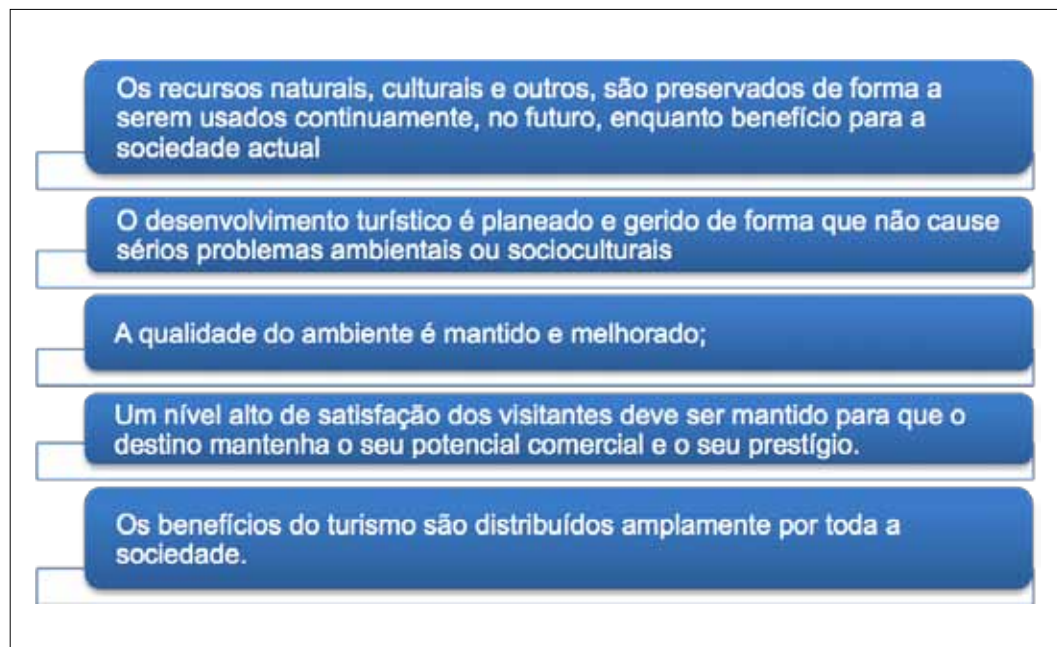 Os recursos naturais, culturais e outros, são preservados de forma a
serem usados continuamente, no futuro, enquanto benefício para a
sociedade actual
O desenvolvimento turístico é planeado e gerido de forma que não cause
sérios problemas ambientais ou socioculturais
A qualidade do ambiente é mantido e melhorado;
Um nível alto de satisfação dos visitantes deve ser mantido para que o
destino mantenha o seu potencial comercial e o seu prestígio.
Os benefícios do turismo são distribuídos amplamente por toda a
sociedade.